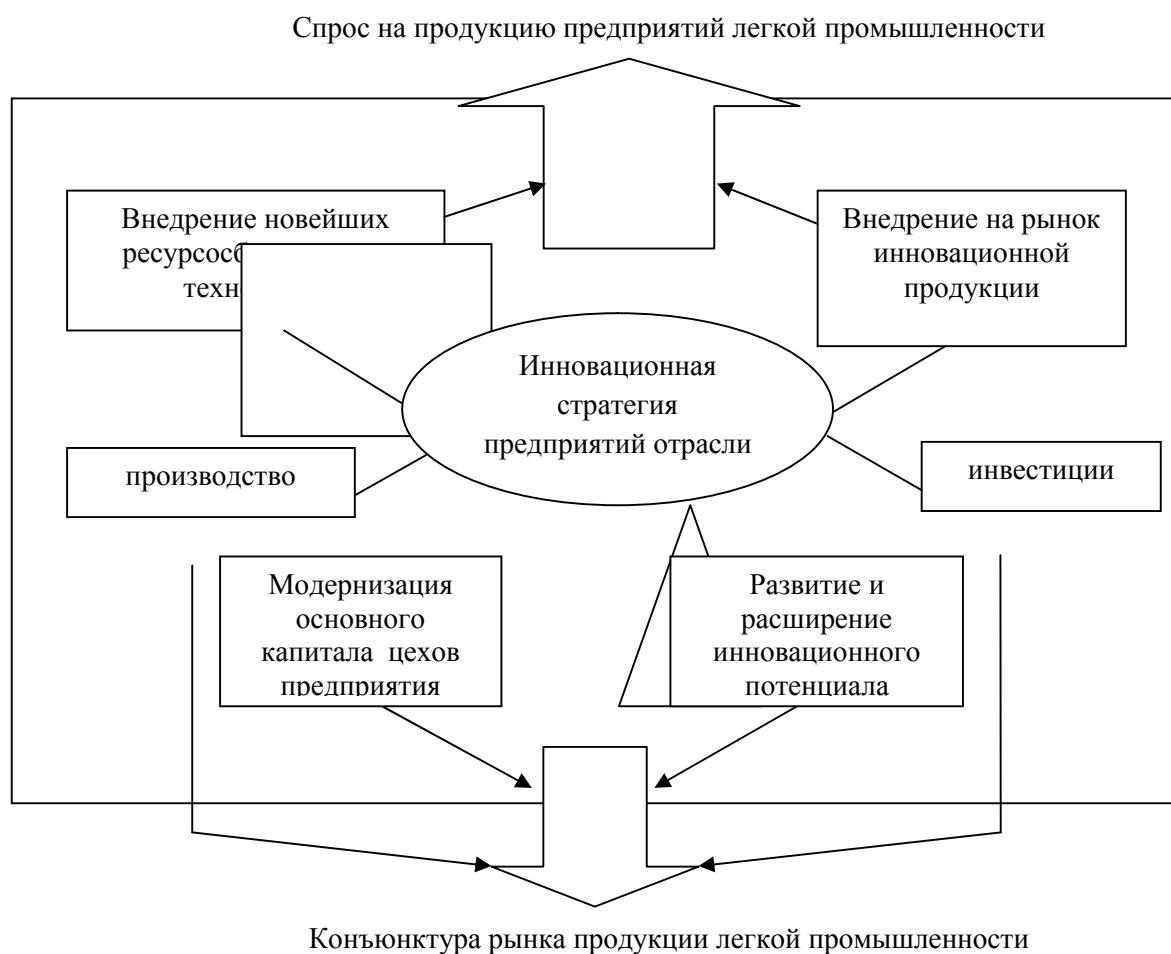 Спрос на продукцию предприятий легкой промышленности
Внедрение новейших
Внедрение на рынок
инновационной
продукции
Инновационная
стратегия
предприятий отрасли
производство
инвестиции
Модернизация
основного
капитала цехов
предприятия
Развитие и
расширение
инновационного
потенциала
Конъюнктура рынка продукции легкой промышленности